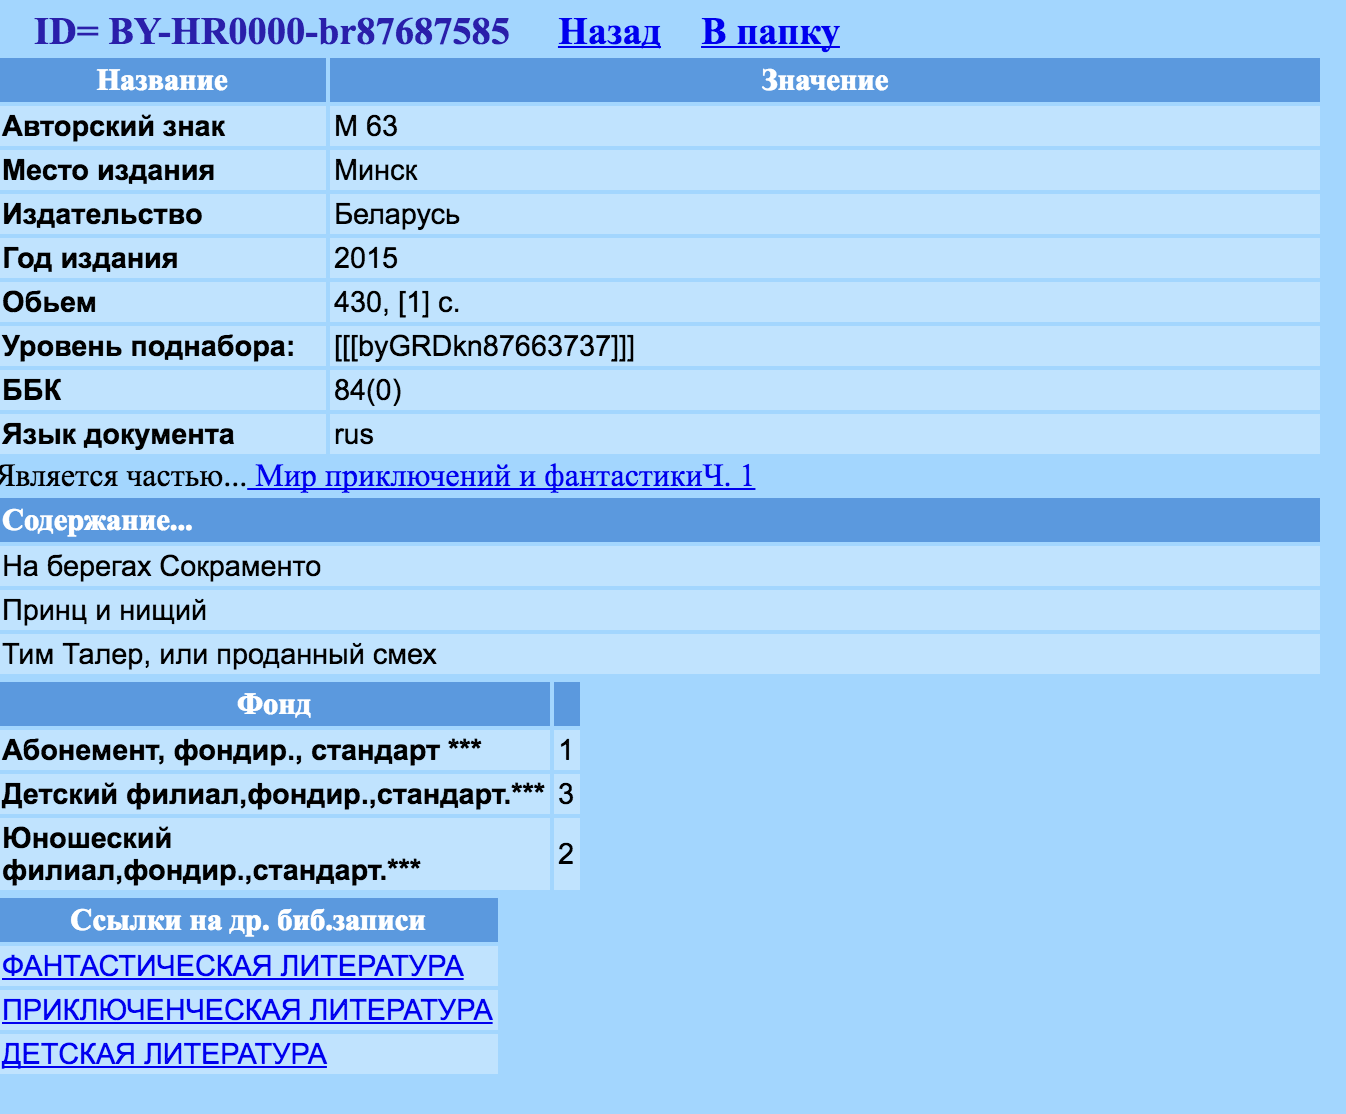 ID= BY-HR0000-br87687585 Назад В папку
Название Значение
Авторский знак М 63
Место издания Минск
Издательство Беларусь
Год издания 2015
Обьем 430, [1] с.
Уровень поднабора: [[[byGRDkn87663737]]]
ББК 84(0)
Язык документа rus
Является частью... Мир приключений и фантастикиЧ. 1
Содержание...
На берегах Сокраменто
Принц и нищий
Тим Талер, или проданный смех
Фонд
Абонемент, фондир., стандарт *** 1
Детский филиал,фондир.,стандарт.*** 3
Юношеский
филиал,фондир.,стандарт.*** 2
Ссылки на др. биб.записи
ФАНТАСТИЧЕСКАЯ ЛИТЕРАТУРА
ПРИКЛЮЧЕНЧЕСКАЯ ЛИТЕРАТУРА
ДЕТСКАЯ ЛИТЕРАТУРА